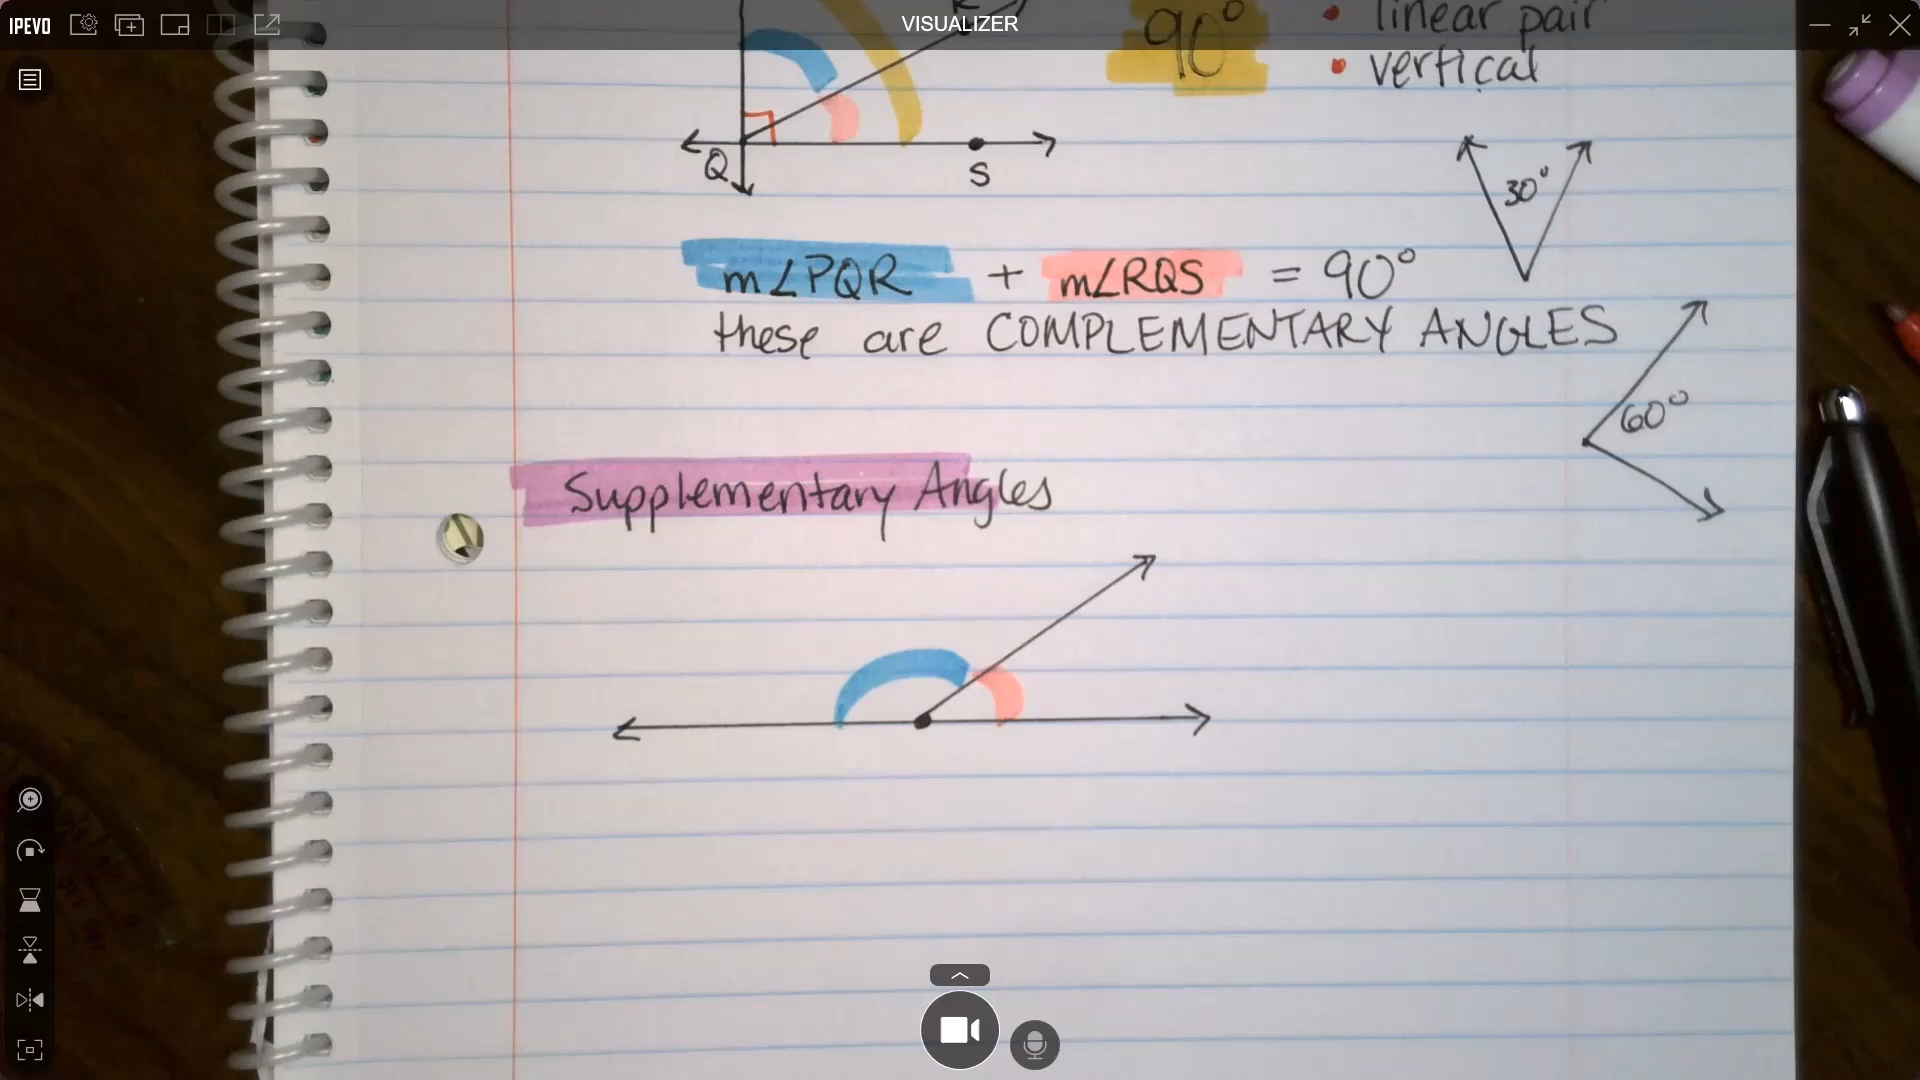 IPEVO
VISUALIZER
90°
• linear pair
• vertical
Q
S
30°
m∠PQR + m∠RQS = 90°
these are COMPLEMENTARY ANGLES
60°
Supplementary Angles